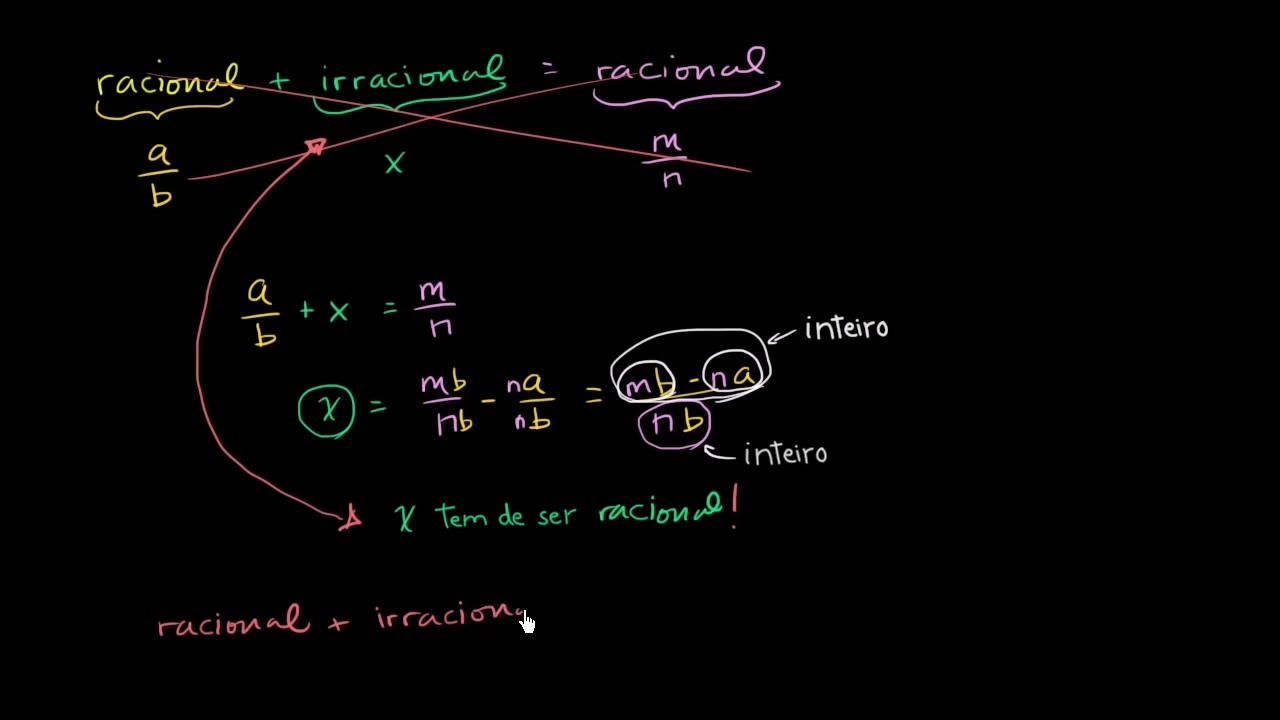 racional + irracional = racional
a/b x m/n
a/b + x = m/n
inteiro
x = mb/nb - na/nb = mb - na/nb
inteiro
x tem de ser racional!
racional + irraciona